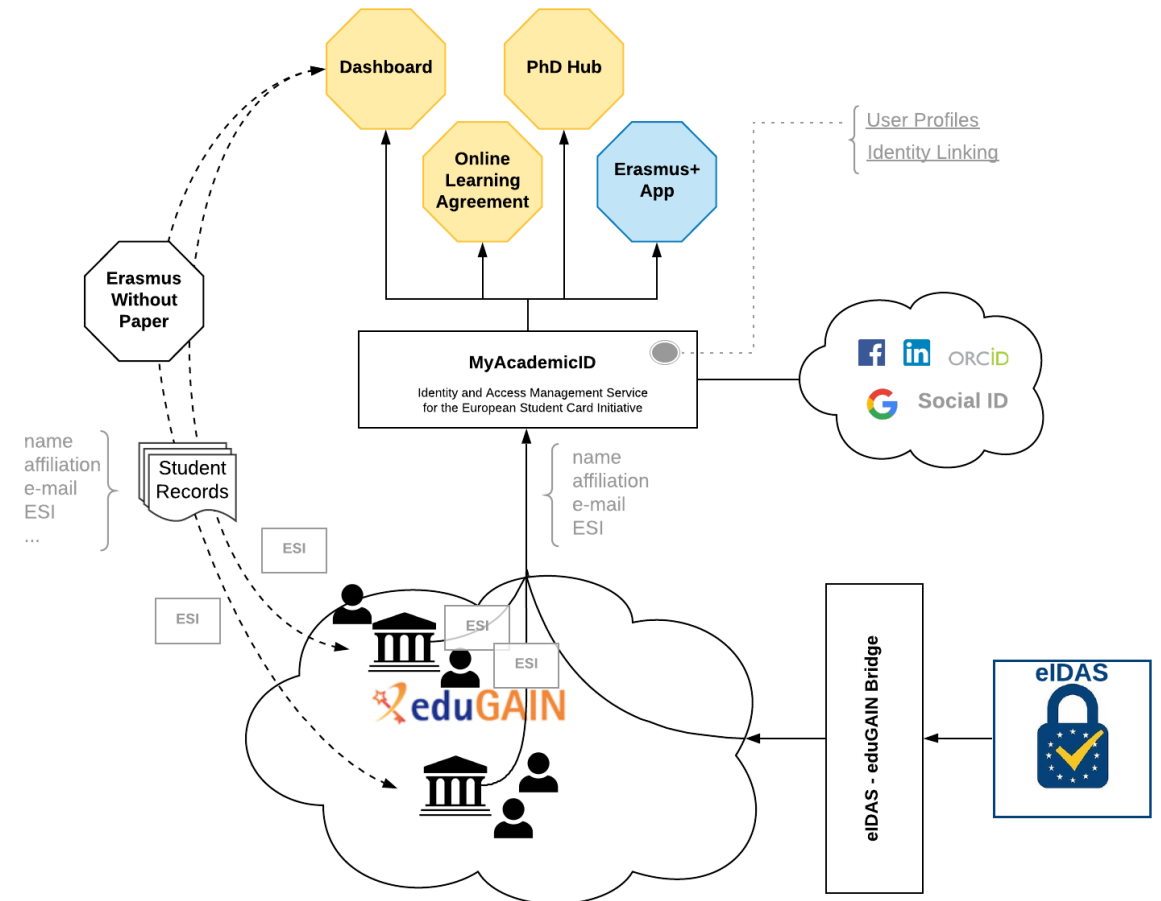 Dashboard
PhD Hub
Online
Learning
Agreement
Erasmus+
App
User Profiles
Identity Linking
Erasmus
Without
Paper
MyAcademicID
Identity and Access Management Service
for the European Student Card Initiative
in
ORCiD
Social ID
name
affiliation
e-mail
ESI
...
Student
Records
name
affiliation
e-mail
ESI
ESI
ESI
ESI
ESI
eduGAIN
eIDAS - eduGAIN Bridge
eIDAS